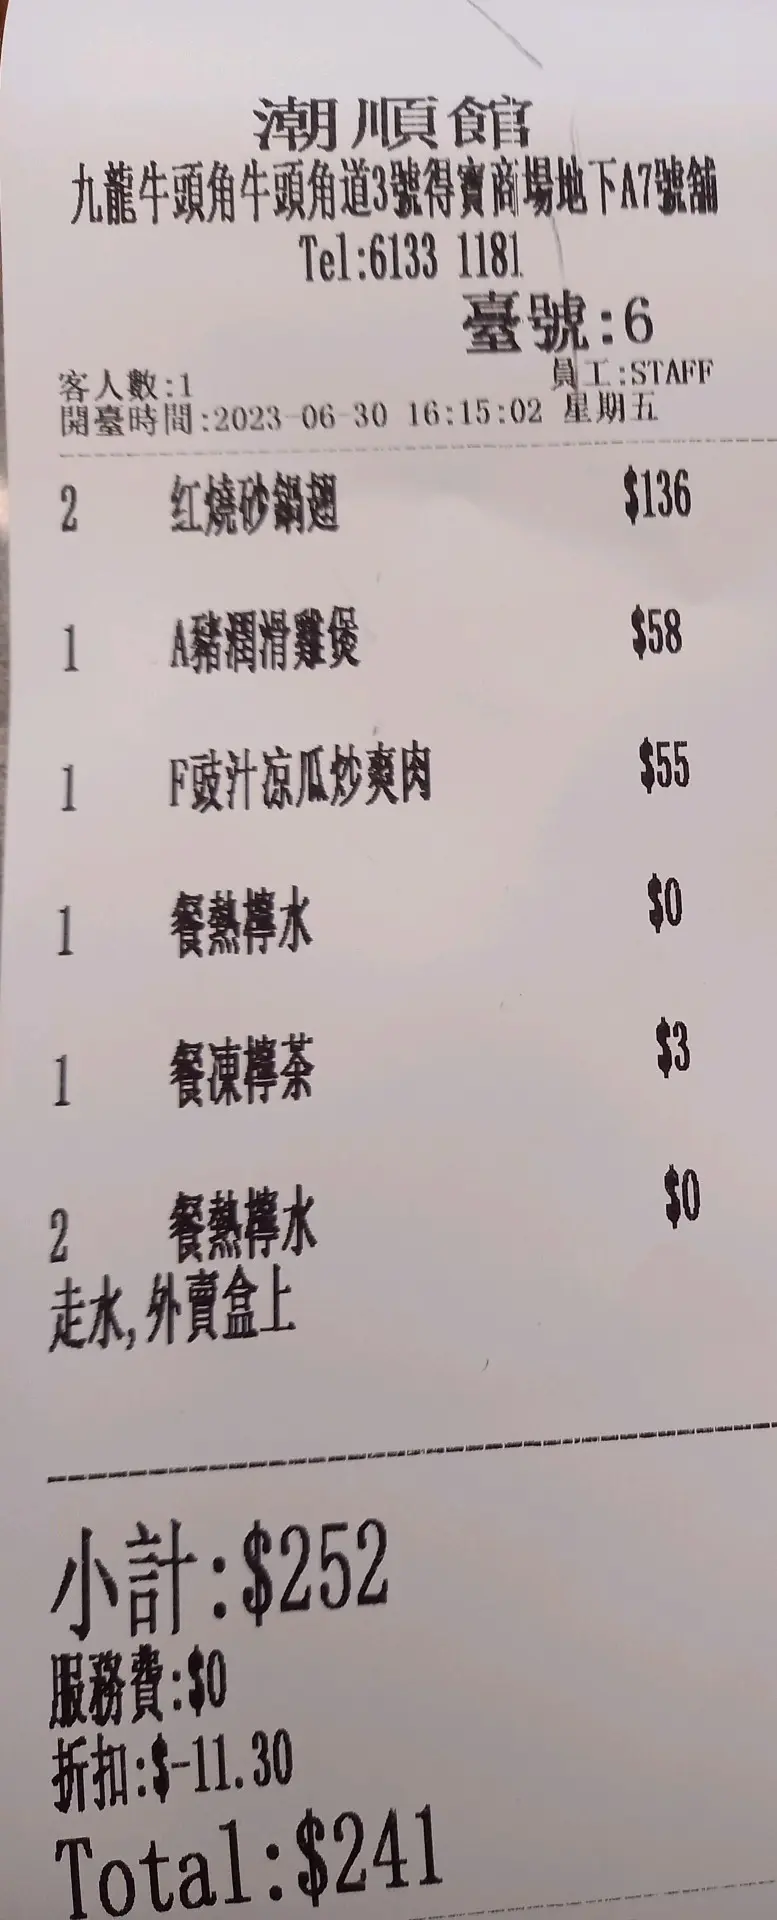 潮順館
九龍牛頭角牛頭角道3號得寶商場地下A7號舖
Tel:6133 1181
臺號:6
客人數:1 員工:STAFF
開臺時間:2023-06-30 16:15:02 星期五
2 红燒砂鍋翅 $136
1 A豬潤滑雞煲 $58
1 F豉汁凉瓜炒爽肉 $55
1 餐熱檸水 $0
1 餐凍檸茶 $3
2 餐熱檸水 $0
走水,外賣盒上
小計:$252
服務費:$0
折扣:$-11.30
Total:$241